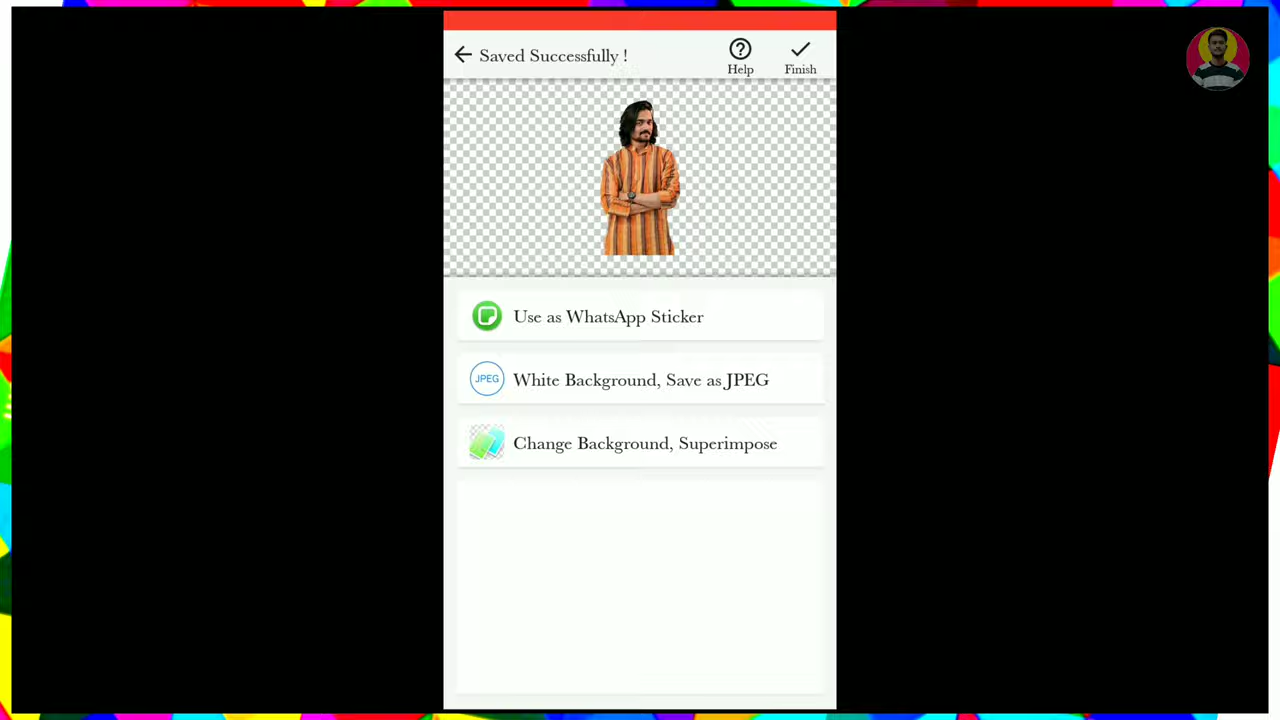 Saved Successfully !
Help
Finish
Use as WhatsApp Sticker
JPEG
White Background, Save as JPEG
Change Background, Superimpose